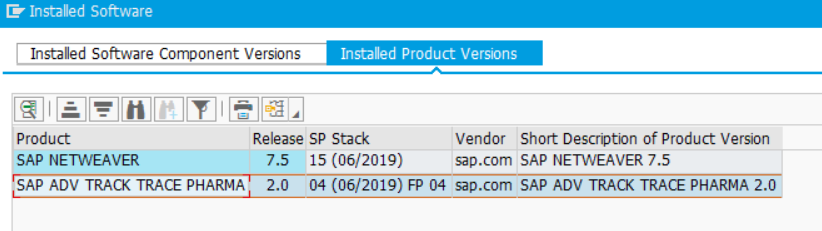 Installed Software
Installed Software Component Versions Installed Product Versions
Product Release SP Stack Vendor Short Description of Product Version
SAP NETWEAVER 7.5 15 (06/2019) sap.com SAP NETWEAVER 7.5
SAP ADV TRACK TRACE PHARMA 2.0 04 (06/2019) FP 04 sap.com SAP ADV TRACK TRACE PHARMA 2.0